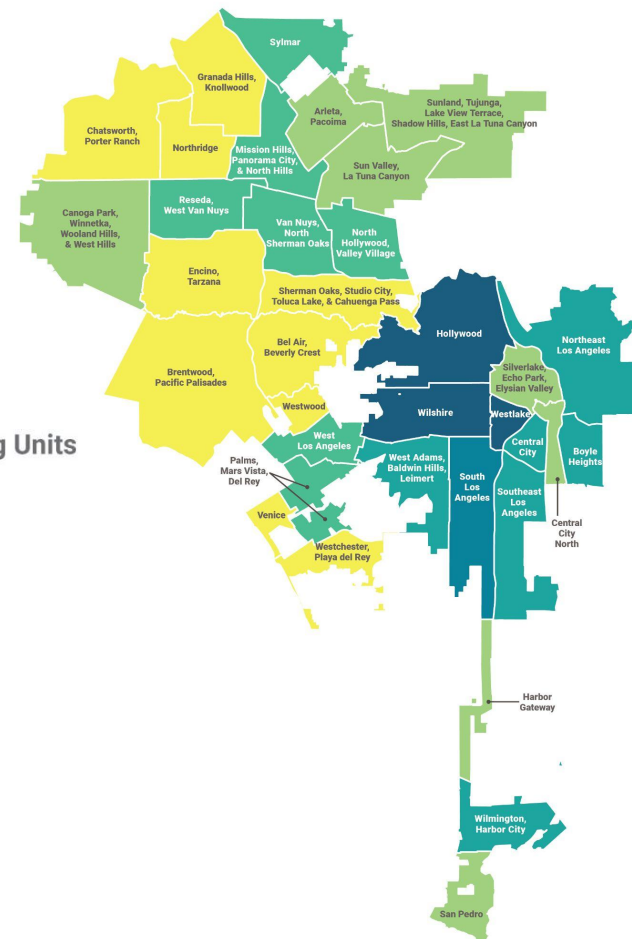 Sylmar
Granada Hills,
Knollwood
Arleta,
Pacoima
Sunland, Tujunga,
Lake View Terrace,
Shadow Hills, East La Tuna Canyon
Chatsworth,
Porter Ranch
Northridge
Mission Hills,
Panorama City,
& North Hills
Sun Valley,
La Tuna Canyon
Canoga Park,
Winnetka,
Wooland Hills,
& West Hills
Reseda,
West Van Nuys
Van Nuys,
North
Sherman Oaks
North
Hollywood,
Valley Village
Encino,
Tarzana
Sherman Oaks, Studio City,
Toluca Lake, & Cahuenga Pass
Hollywood
Northeast
Los Angeles
Bel Air,
Beverly Crest
Brentwood,
Pacific Palisades
Silverlake,
Echo Park,
Elysian Valley
Westwood
Wilshire
Westlake
g Units
West
Los Angeles
Central
City
Boyle
Heights
Palms,
Mars Vista,
Del Rey
West Adams,
Baldwin Hills,
Leimert
South
Los
Angeles
Southeast
Los
Angeles
Venice
Central
City
North
Westchester,
Playa del Rey
Harbor
Gateway
Wilmington,
Harbor City
San Pedro